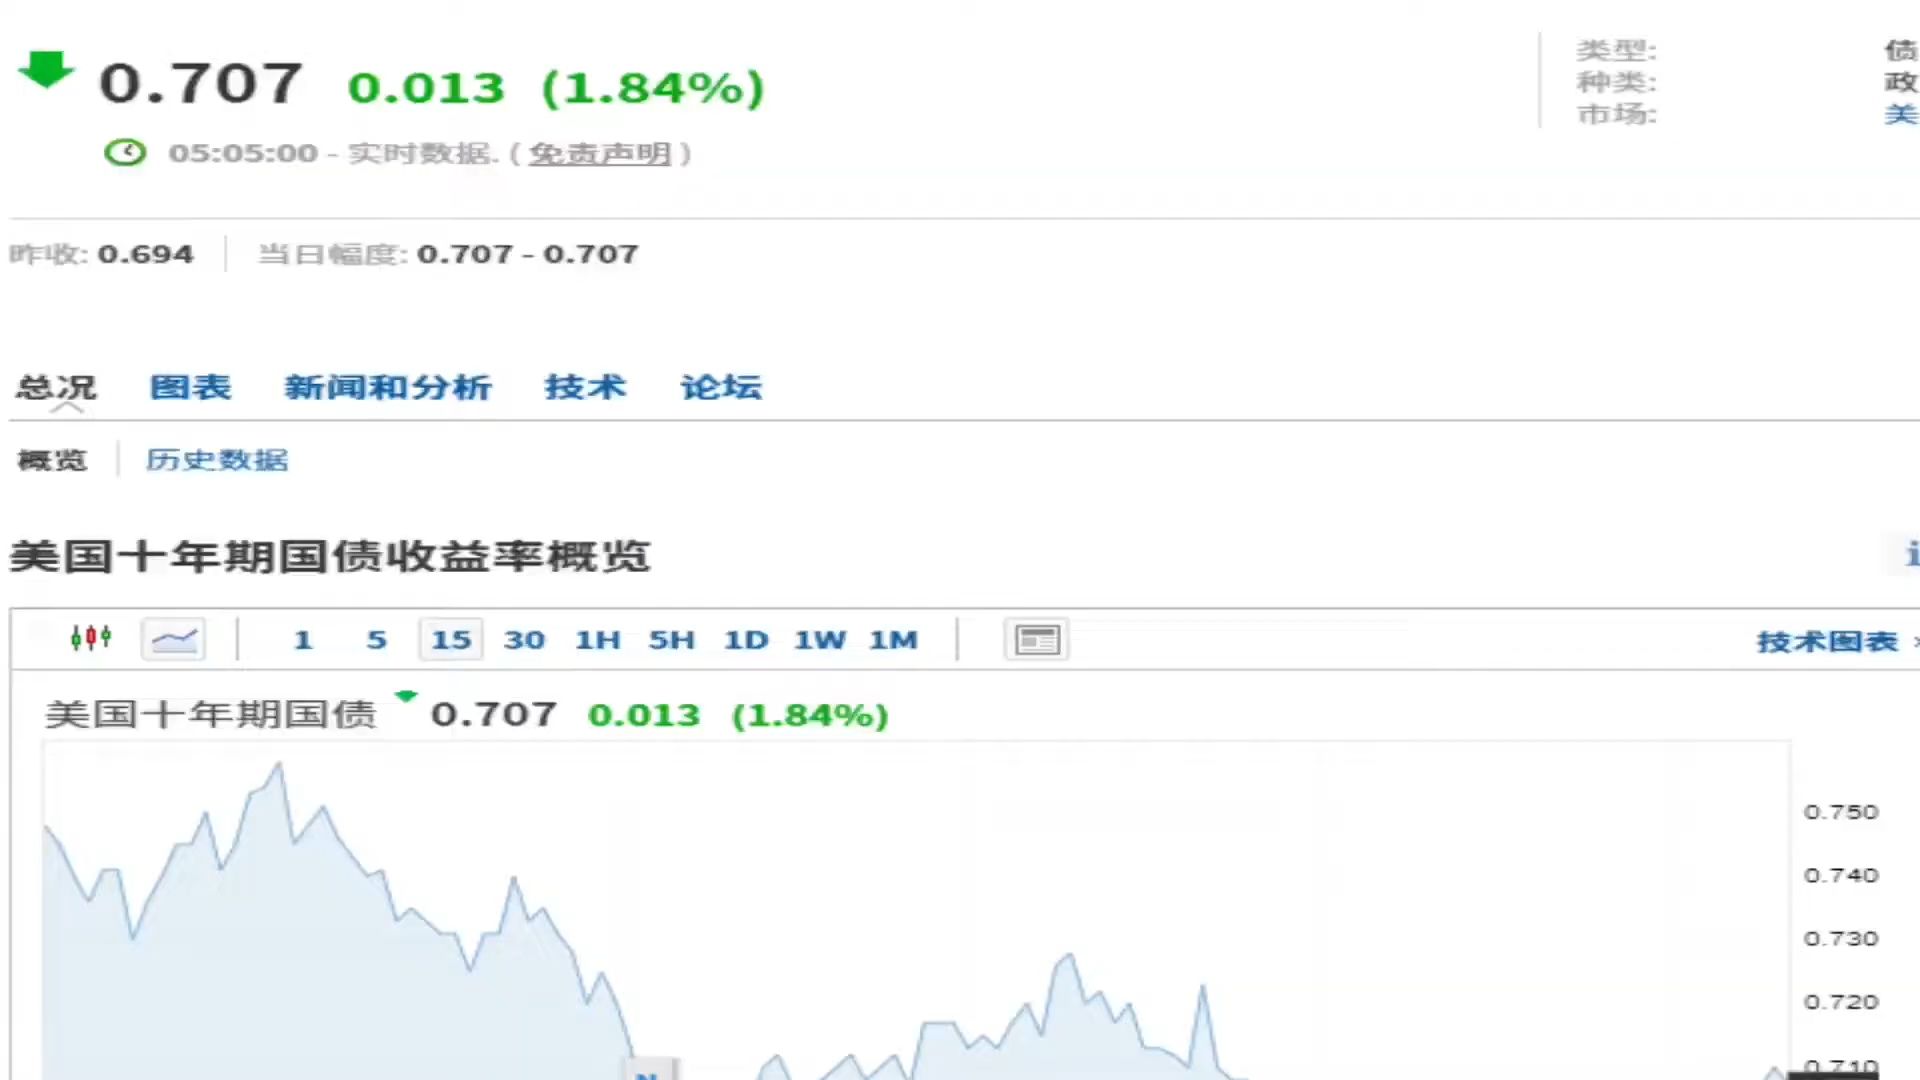 0.707 0.013 (1.84%)
类型: 债
种类: 政
市场: 美
05:05:00 - 实时数据. ( 免责声明 )
昨收: 0.694 当日幅度: 0.707 - 0.707
总况 图表 新闻和分析 技术 论坛
概览 历史数据
美国十年期国债收益率概览
1 5 15 30 1H 5H 1D 1W 1M 技术图表 »
美国十年期国债 0.707 0.013 (1.84%)
0.750
0.740
0.730
0.720
0.710
N